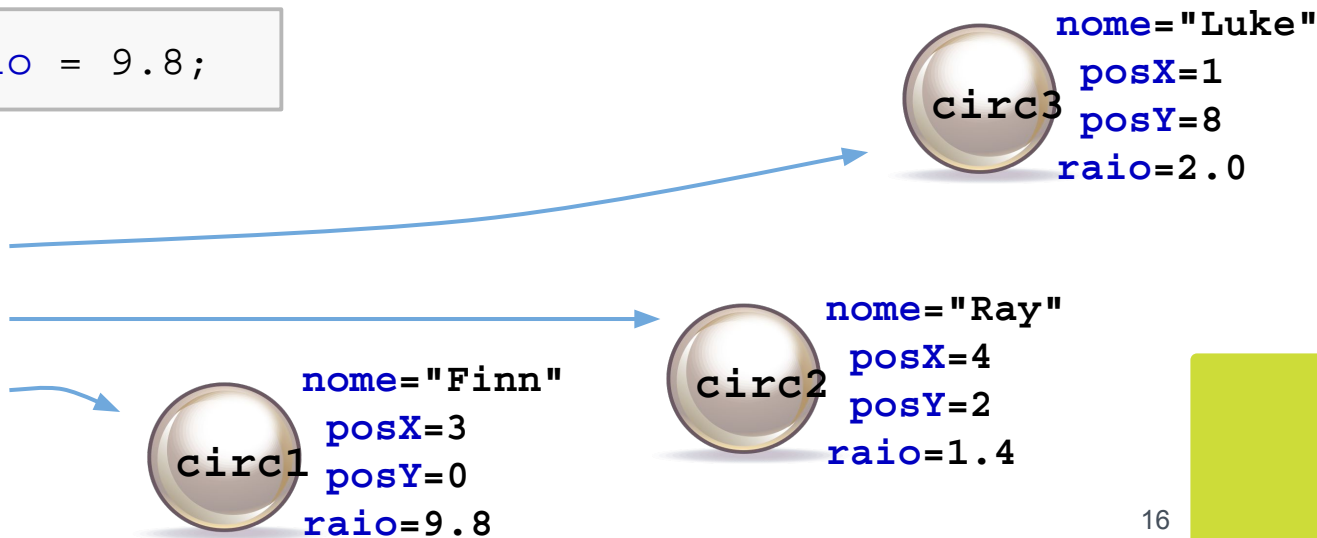 o = 9.8;
nome="Luke"
posX=1
circ3
posY=8
raio=2.0
nome="Ray"
posX=4
circ2
posY=2
raio=1.4
nome="Finn"
posX=3
circ1
posY=0
raio=9.8
16